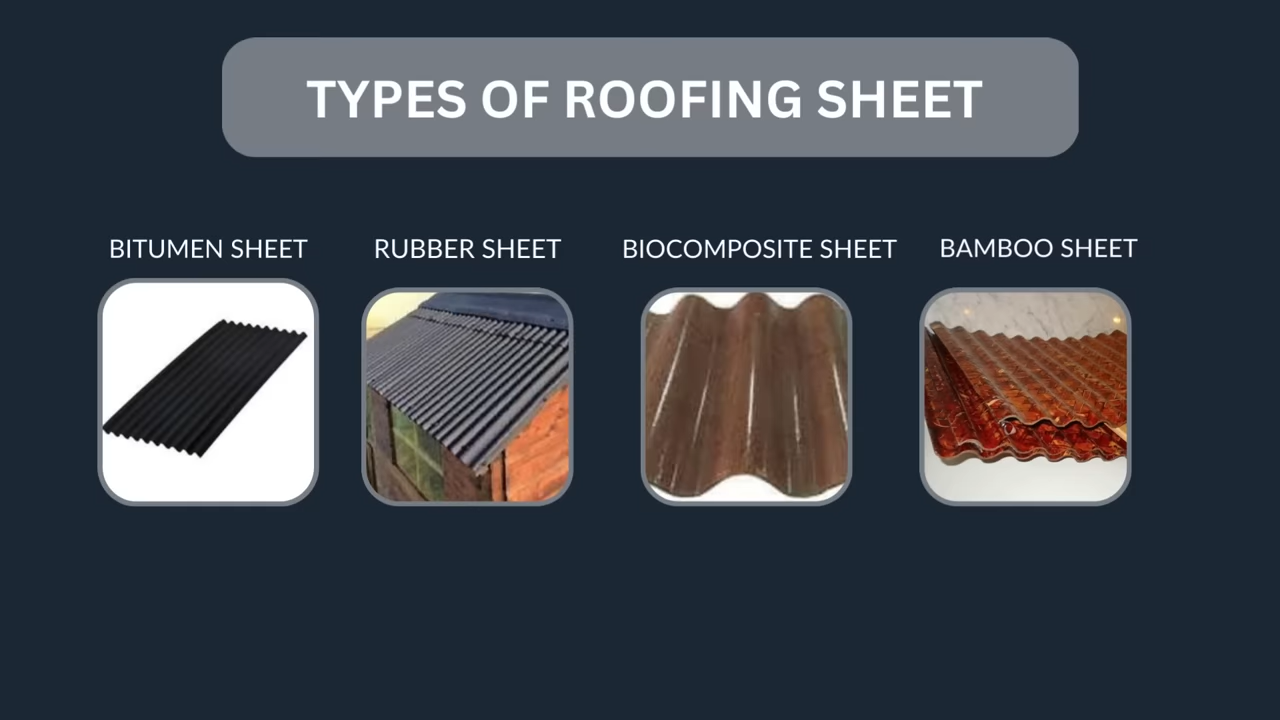 TYPES OF ROOFING SHEET
BITUMEN SHEET
RUBBER SHEET
BIOCOMPOSITE SHEET
BAMBOO SHEET